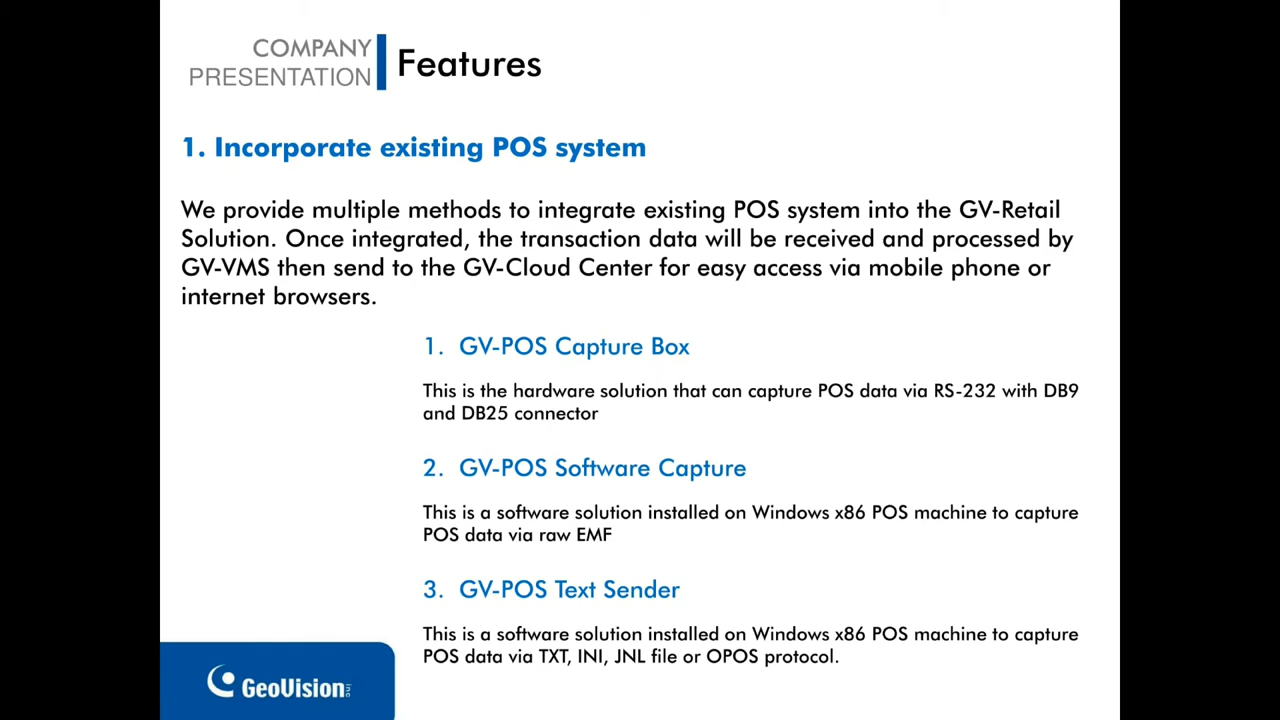 COMPANY
PRESENTATION
Features
1. Incorporate existing POS system
We provide multiple methods to integrate existing POS system into the GV-Retail
Solution. Once integrated, the transaction data will be received and processed by
GV-VMS then send to the GV-Cloud Center for easy access via mobile phone or
internet browsers.
1. GV-POS Capture Box
This is the hardware solution that can capture POS data via RS-232 with DB9
and DB25 connector
2. GV-POS Software Capture
This is a software solution installed on Windows x86 POS machine to capture
POS data via raw EMF
3. GV-POS Text Sender
This is a software solution installed on Windows x86 POS machine to capture
POS data via TXT, INI, JNL file or OPOS protocol.
GeoVision inc